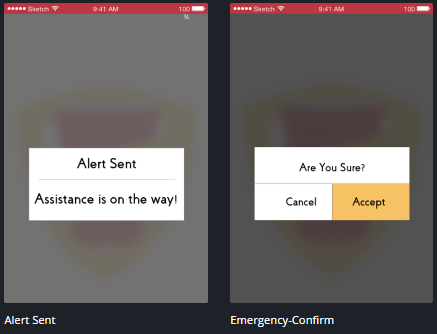 Sketch 9:41 AM 100
%
Alert Sent
Assistance is on the way!
Alert Sent
Sketch 9:41 AM 100
Are You Sure?
Cancel Accept
Emergency-Confirm